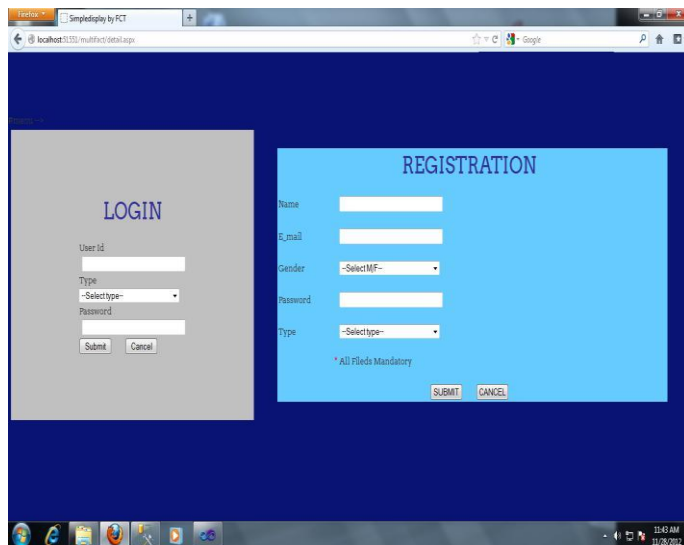 Firefox
Simpledisplay by FCT
+
localhost:51551/multifact/detail.aspx
Google
LOGIN
User Id
Type
--Select type--
Password
Submit Cancel
REGISTRATION
Name
E_mail
Gender
--Select M/F--
Password
Type
--Select type--
* All Fileds Mandatory
SUBMIT CANCEL
11:43 AM
11/28/2012